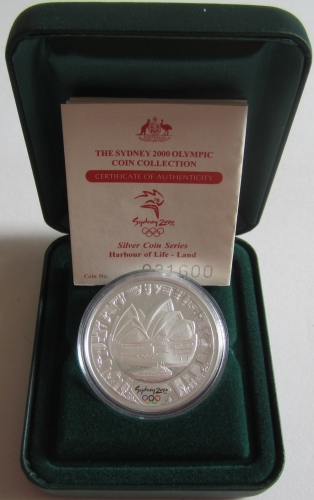 THE SYDNEY 2000 OLYMPIC
COIN COLLECTION
CERTIFICATE OF AUTHENTICITY
Sydney 2000
Silver Coin Series
Harbour of Life - Land
Coin No. 031600
Sydney 2000